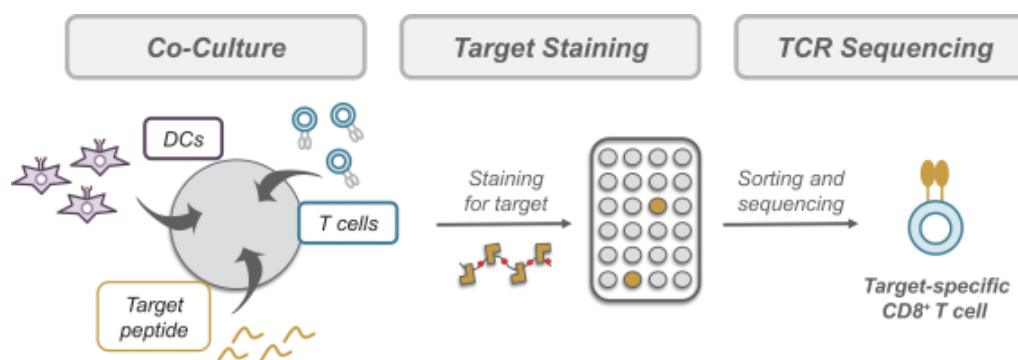 Co-Culture
Target Staining
TCR Sequencing
DCs
T cells
Target
peptide
Staining
for target
Sorting and
sequencing
Target-specific
CD8⁺ T cell